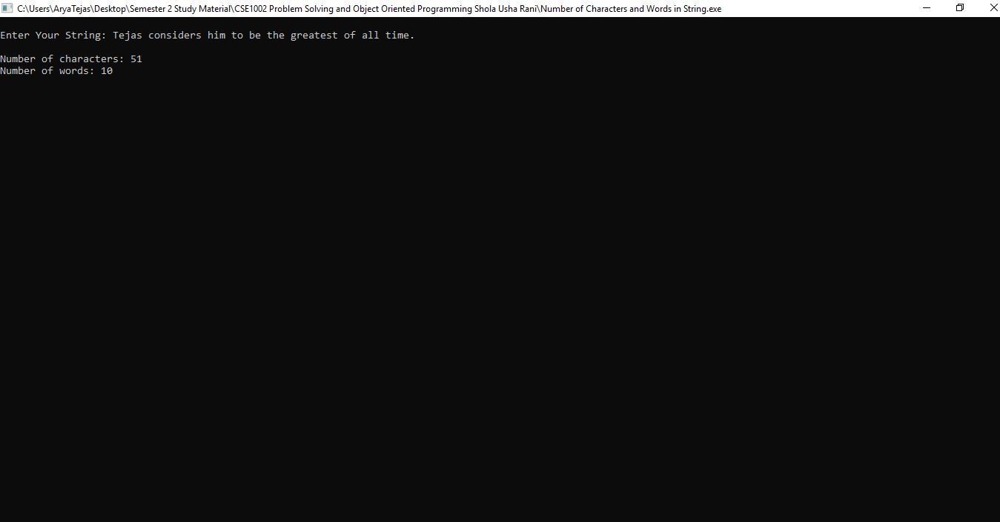 C:\Users\AryaTejas\Desktop\Semester 2 Study Material\CSE1002 Problem Solving and Object Oriented Programming Shola Usha Rani\Number of Characters and Words in String.exe
Enter Your String: Tejas considers him to be the greatest of all time.
Number of characters: 51
Number of words: 10